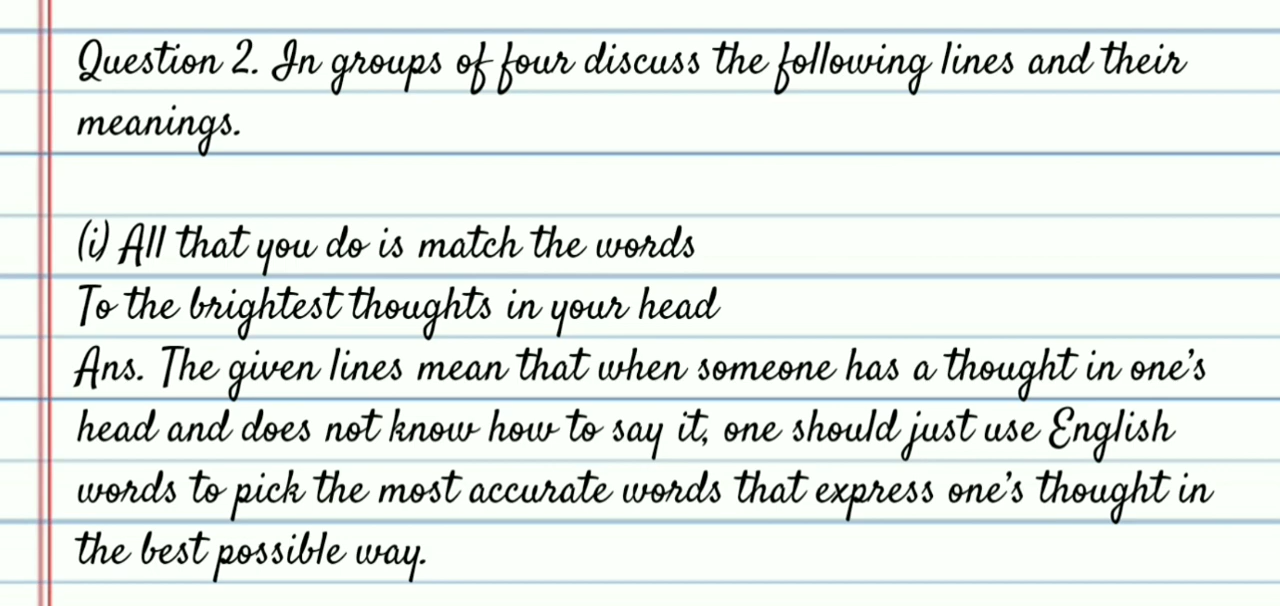 Question 2. In groups of four discuss the following lines and their
meanings.
(i) All that you do is match the words
To the brightest thoughts in your head
Ans. The given lines mean that when someone has a thought in one's
head and does not know how to say it, one should just use English
words to pick the most accurate words that express one's thought in
the best possible way.